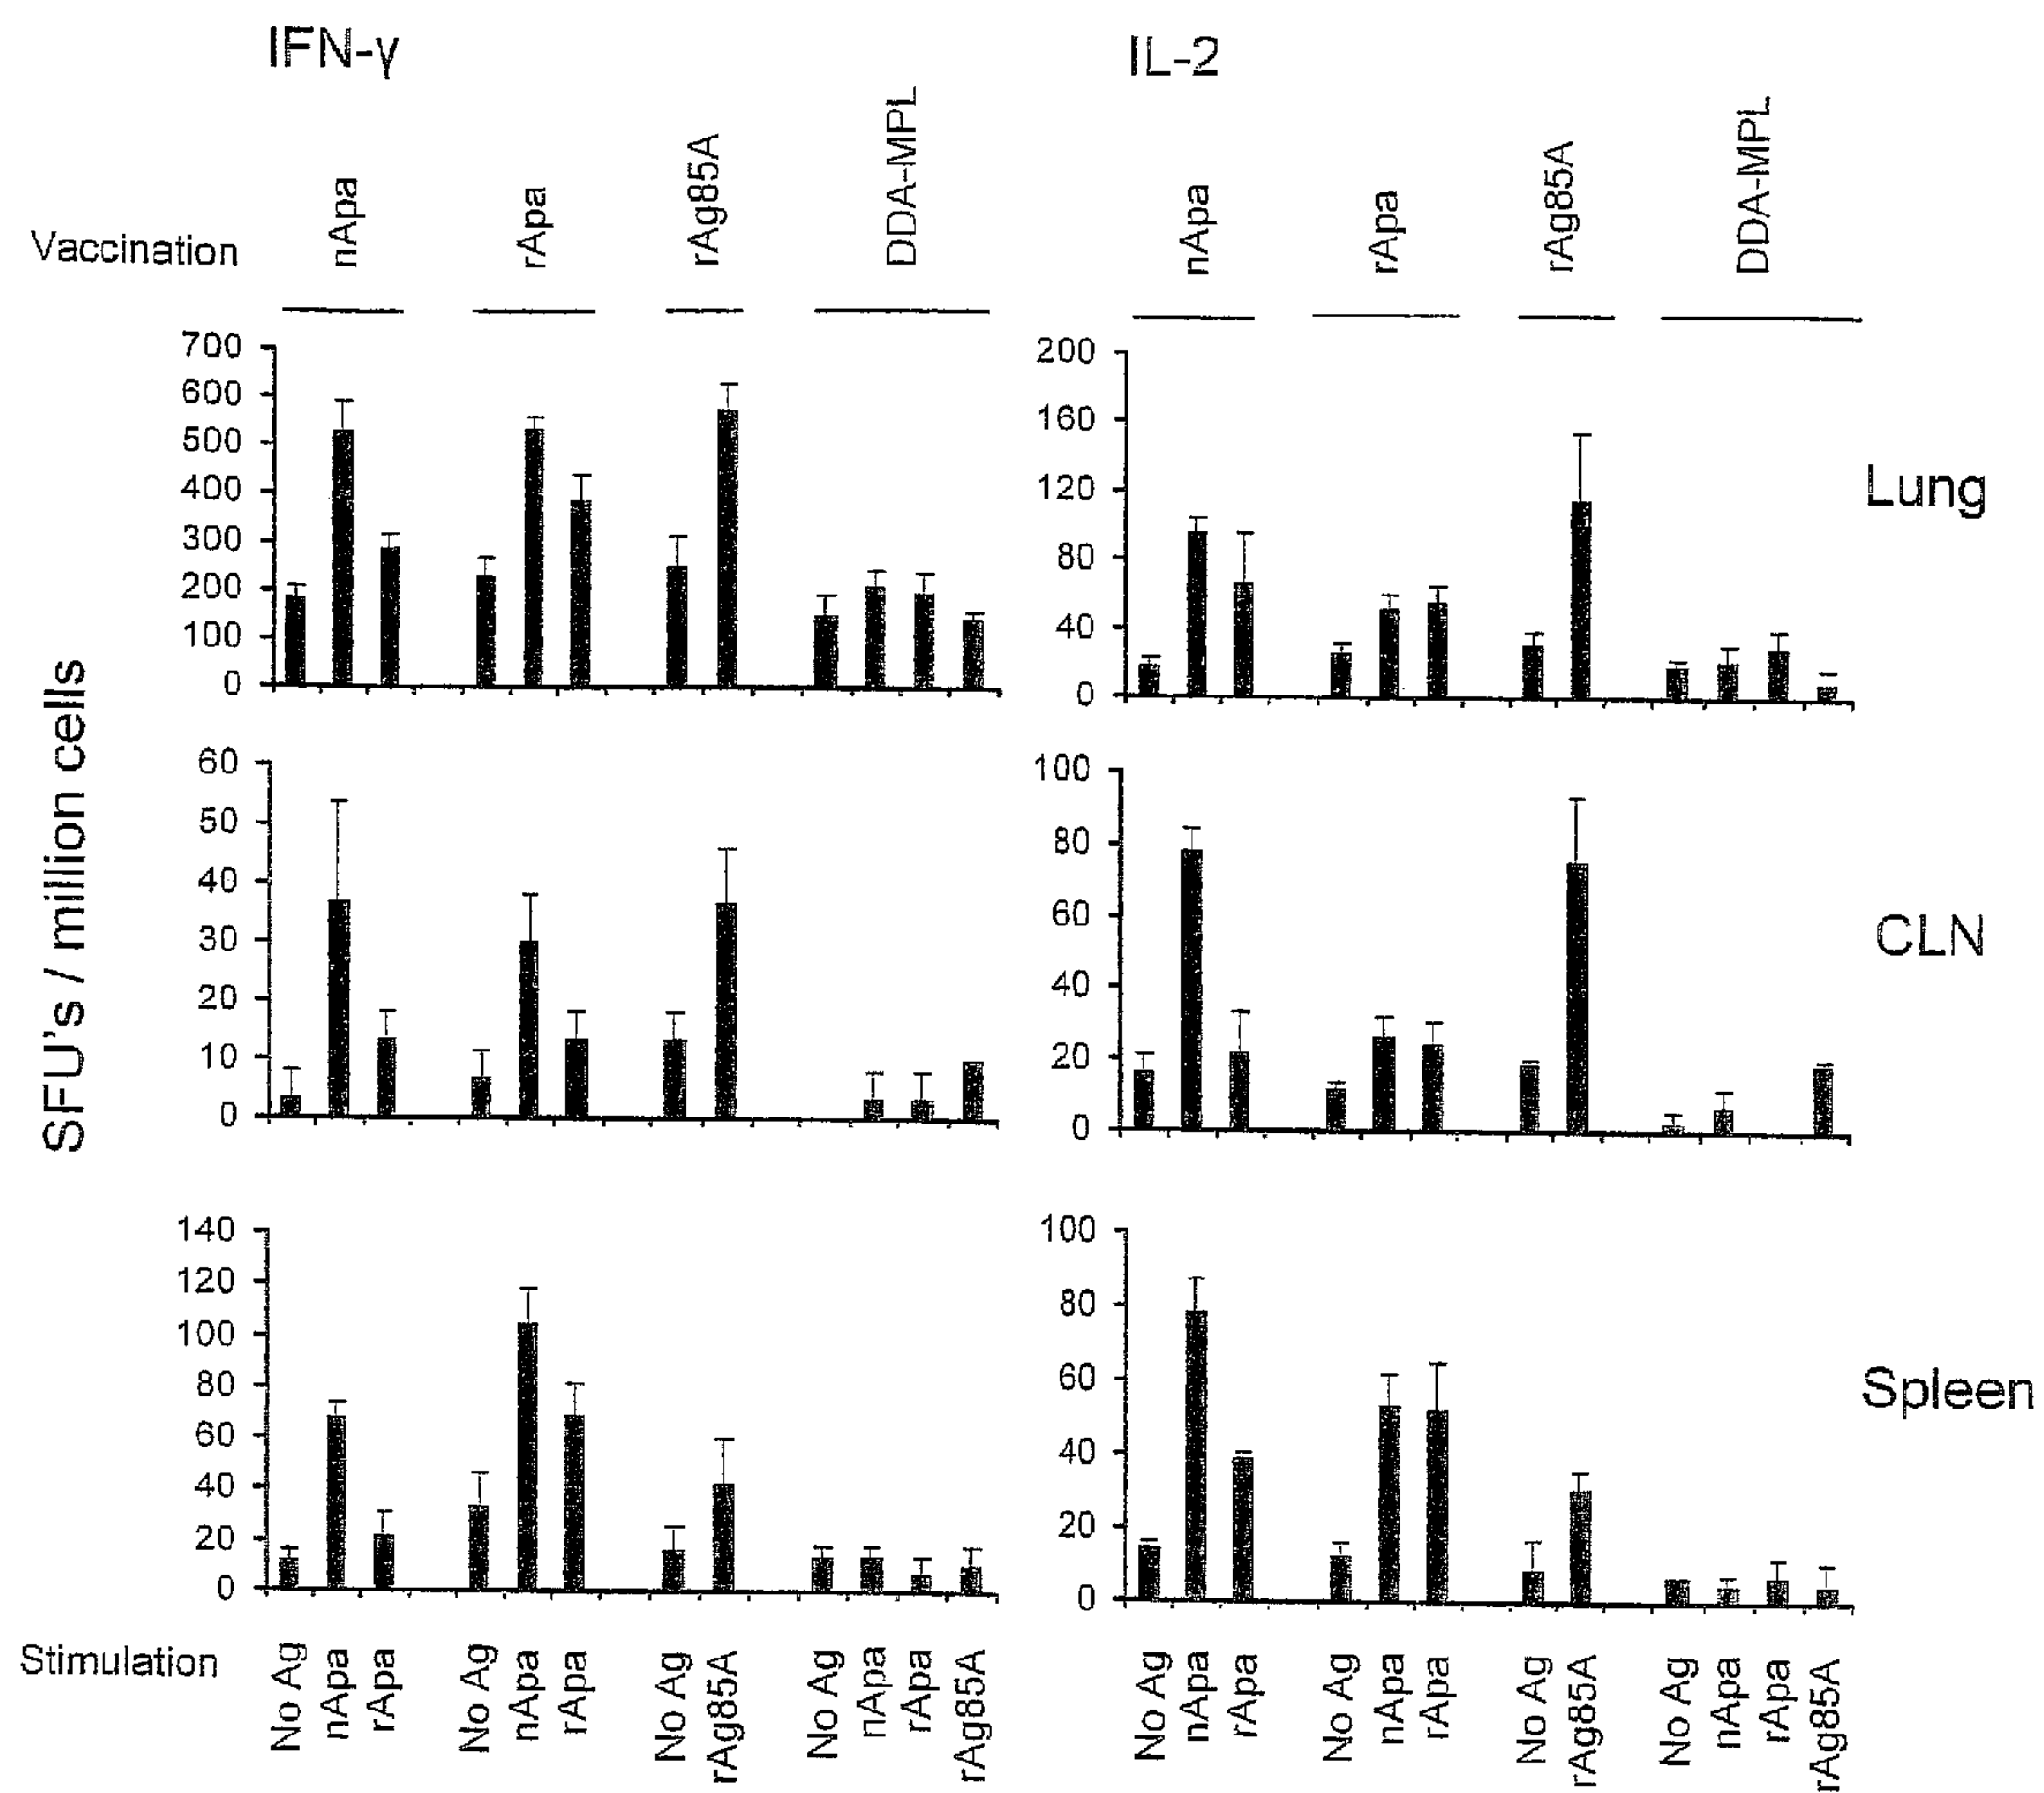 IFN-γ
IL-2
Vaccination
nApa
rApa
rAg85A
DDA-MPL
nApa
rApa
rAg85A
DDA-MPL
SFU's / million cells
700
600
500
400
300
200
100
0
200
160
120
80
40
0
Lung
60
50
40
30
20
10
0
100
80
60
40
20
0
CLN
140
120
100
80
60
40
20
0
100
80
60
40
20
0
Spleen
Stimulation
No Ag
nApa
rApa
No Ag
nApa
rApa
No Ag
rAg85A
No Ag
nApa
rApa
rAg85A
No Ag
nApa
rApa
No Ag
nApa
rApa
No Ag
rAg85A
No Ag
nApa
rApa
rAg85A